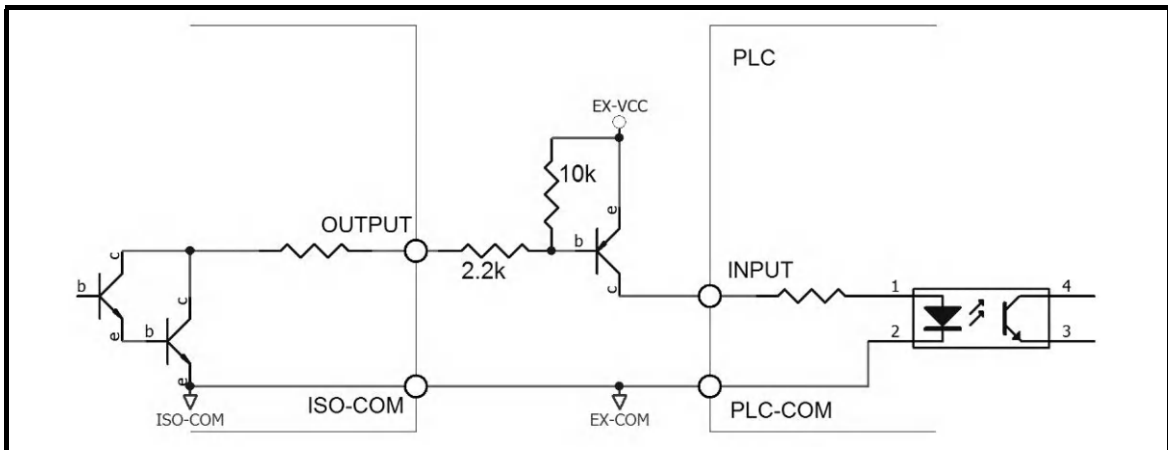 PLC
EX-VCC
10k
e
OUTPUT
b
2.2k
c
INPUT
c
b
c
e
b
e
1
4
2
3
ISO-COM
ISO-COM
EX-COM
PLC-COM